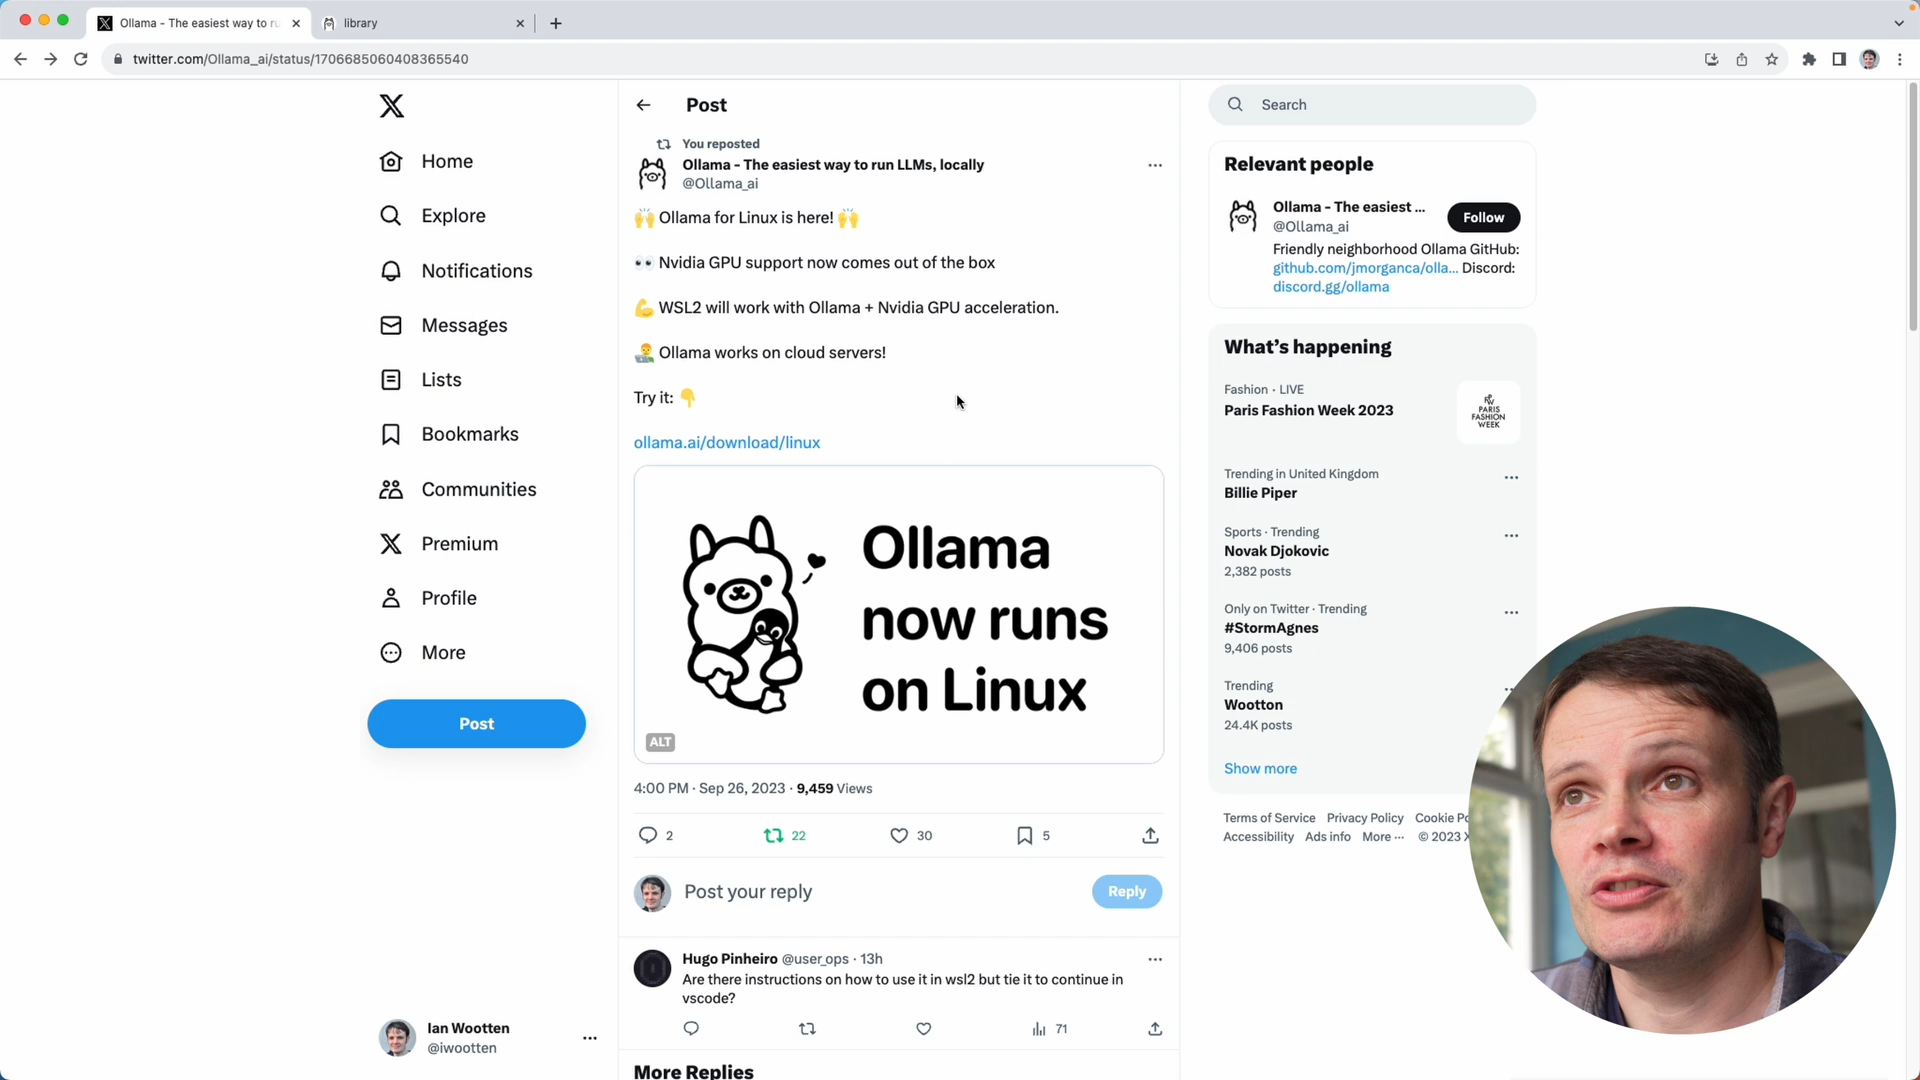 Ollama - The easiest way to ru
library
twitter.com/Ollama_ai/status/1706685060408365540
Home
Explore
Notifications
Messages
Lists
Bookmarks
Communities
Premium
Profile
More
Post
Ian Wootten
@iwootten
Post
You reposted
Ollama - The easiest way to run LLMs, locally
@Ollama_ai
🙌 Ollama for Linux is here! 🙌
👀 Nvidia GPU support now comes out of the box
💪 WSL2 will work with Ollama + Nvidia GPU acceleration.
👨‍💻 Ollama works on cloud servers!
Try it: 👇
ollama.ai/download/linux
Ollama
now runs
on Linux
ALT
4:00 PM · Sep 26, 2023 · 9,459 Views
2 22 30 5
Post your reply
Reply
Hugo Pinheiro @user_ops · 13h
Are there instructions on how to use it in wsl2 but tie it to continue in
vscode?
71
More Replies
Search
Relevant people
Ollama - The easiest ...
@Ollama_ai
Follow
Friendly neighborhood Ollama GitHub:
github.com/jmorganca/olla... Discord:
discord.gg/ollama
What's happening
Fashion · LIVE
Paris Fashion Week 2023
PARIS
FASHION
WEEK
Trending in United Kingdom
Billie Piper
Sports · Trending
Novak Djokovic
2,382 posts
Only on Twitter · Trending
#StormAgnes
9,406 posts
Trending
Wootton
24.4K posts
Show more
Terms of Service Privacy Policy Cookie Po
Accessibility Ads info More ··· © 2023 X